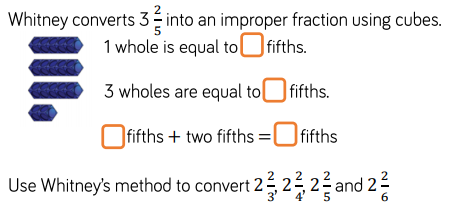 Whitney converts 3 2/5 into an improper fraction using cubes.
1 whole is equal to fifths.
3 wholes are equal to fifths.
fifths + two fifths = fifths
Use Whitney's method to convert 2 2/3, 2 2/4, 2 2/5 and 2 2/6